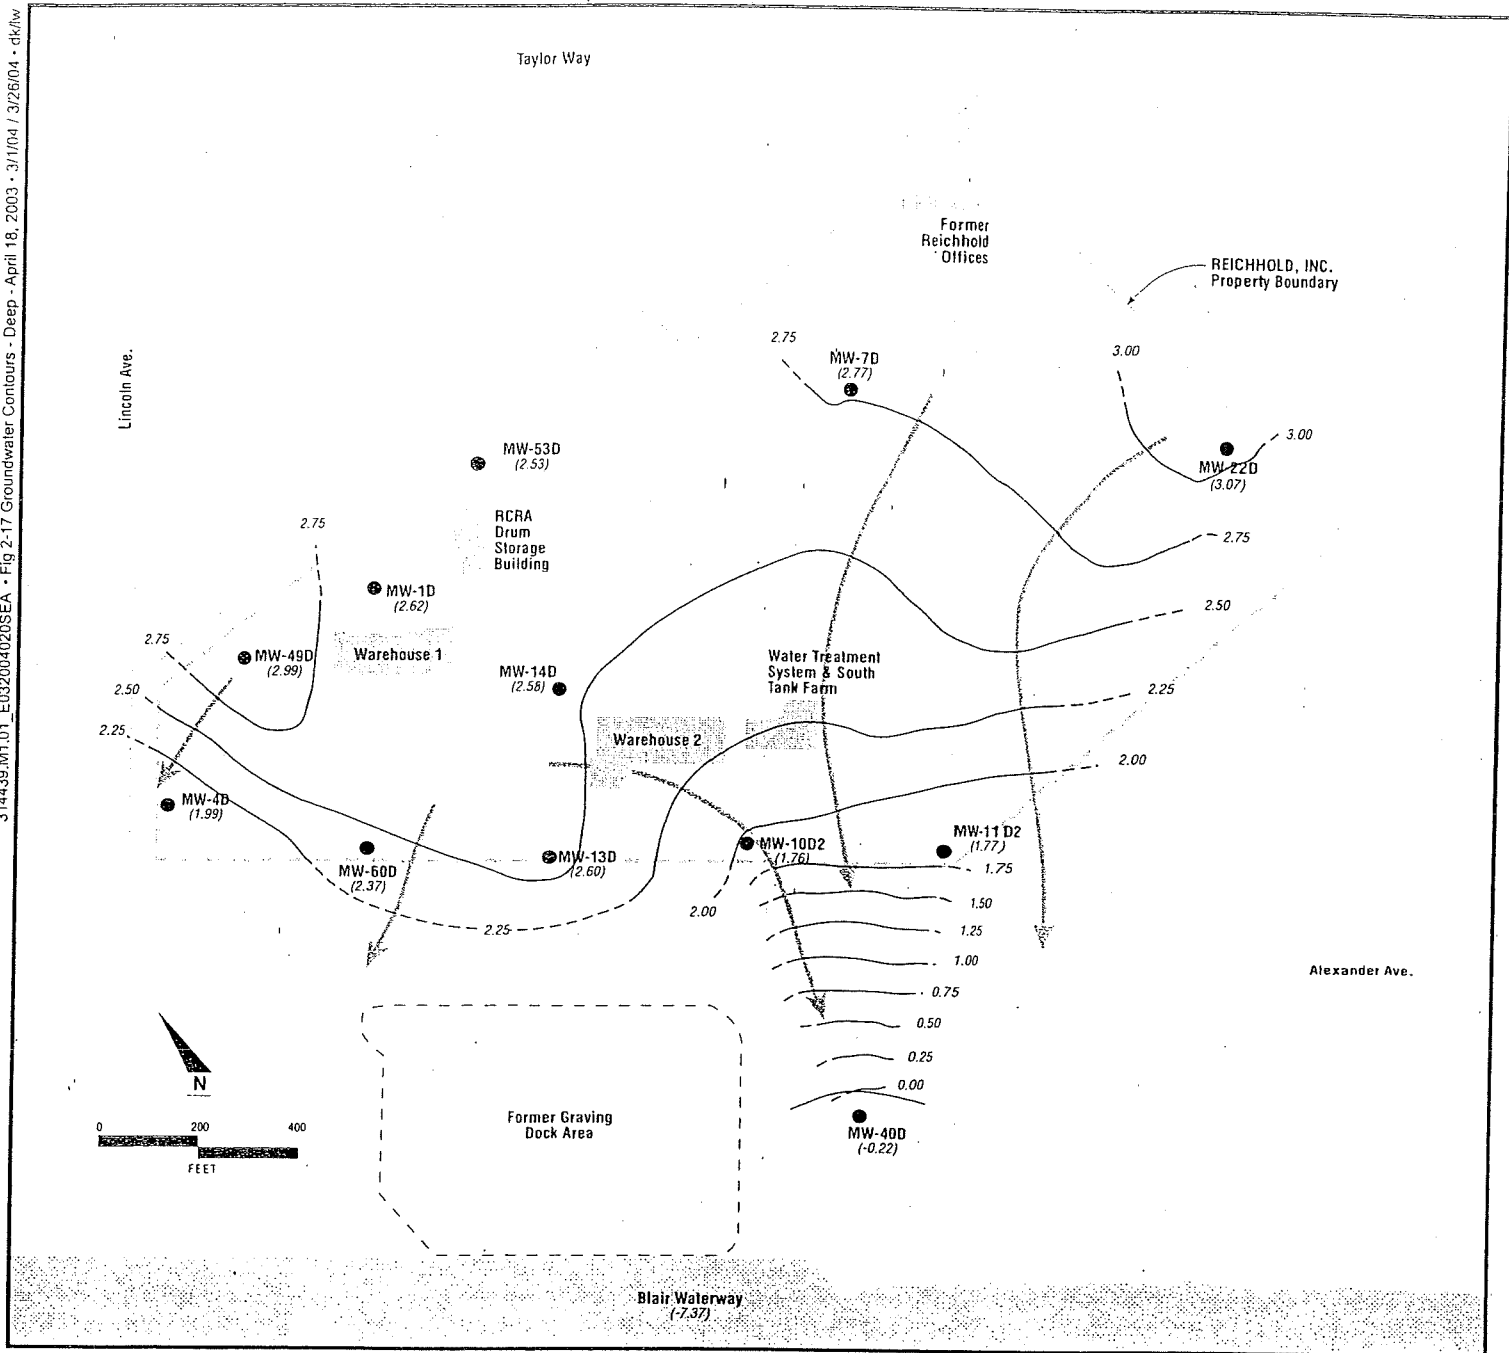 314439.M1.01_E032004020SEA • Fig 2-17 Groundwater Contours - Deep - April 18, 2003 • 3/1/04 / 3/26/04 • dk/lw
Taylor Way
Former
Reichhold
Offices
REICHHOLD, INC.
Property Boundary
Lincoln Ave.
2.75
MW-7D
(2.77)
3.00
3.00
MW-22D
(3.07)
MW-53D
(2.53)
RCRA
Drum
Storage
Building
2.75
2.75
MW-1D
(2.62)
2.50
2.75
MW-49D
(2.99)
Warehouse 1
MW-14D
(2.58)
Water Treatment
System & South
Tank Farm
2.50
2.25
2.25
Warehouse 2
2.00
MW-4D
(1.99)
MW-60D
(2.37)
MW-13D
(2.60)
MW-10D2
(1.76)
MW-11D2
(1.77)
1.75
2.00
1.50
2.25
1.25
1.00
Alexander Ave.
0.75
0.50
0.25
0.00
N
0 200 400
FEET
Former Graving
Dock Area
MW-40D
(-0.22)
Blair Waterway
(-7.37)